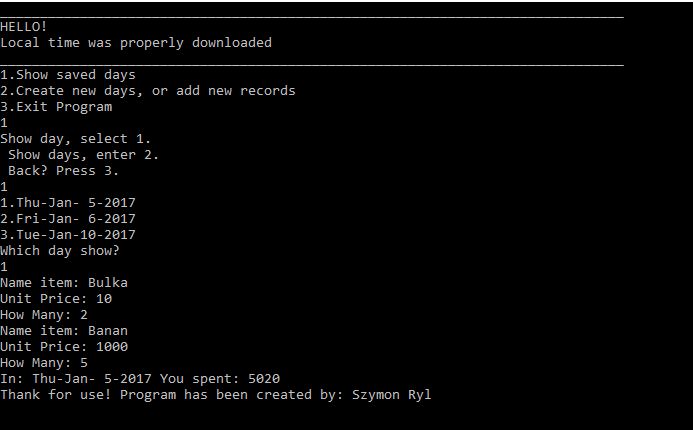 HELLO!
Local time was properly downloaded
1.Show saved days
2.Create new days, or add new records
3.Exit Program
1
Show day, select 1.
Show days, enter 2.
Back? Press 3.
1
1.Thu-Jan- 5-2017
2.Fri-Jan- 6-2017
3.Tue-Jan-10-2017
Which day show?
1
Name item: Bulka
Unit Price: 10
How Many: 2
Name item: Banan
Unit Price: 1000
How Many: 5
In: Thu-Jan- 5-2017 You spent: 5020
Thank for use! Program has been created by: Szymon Ryl